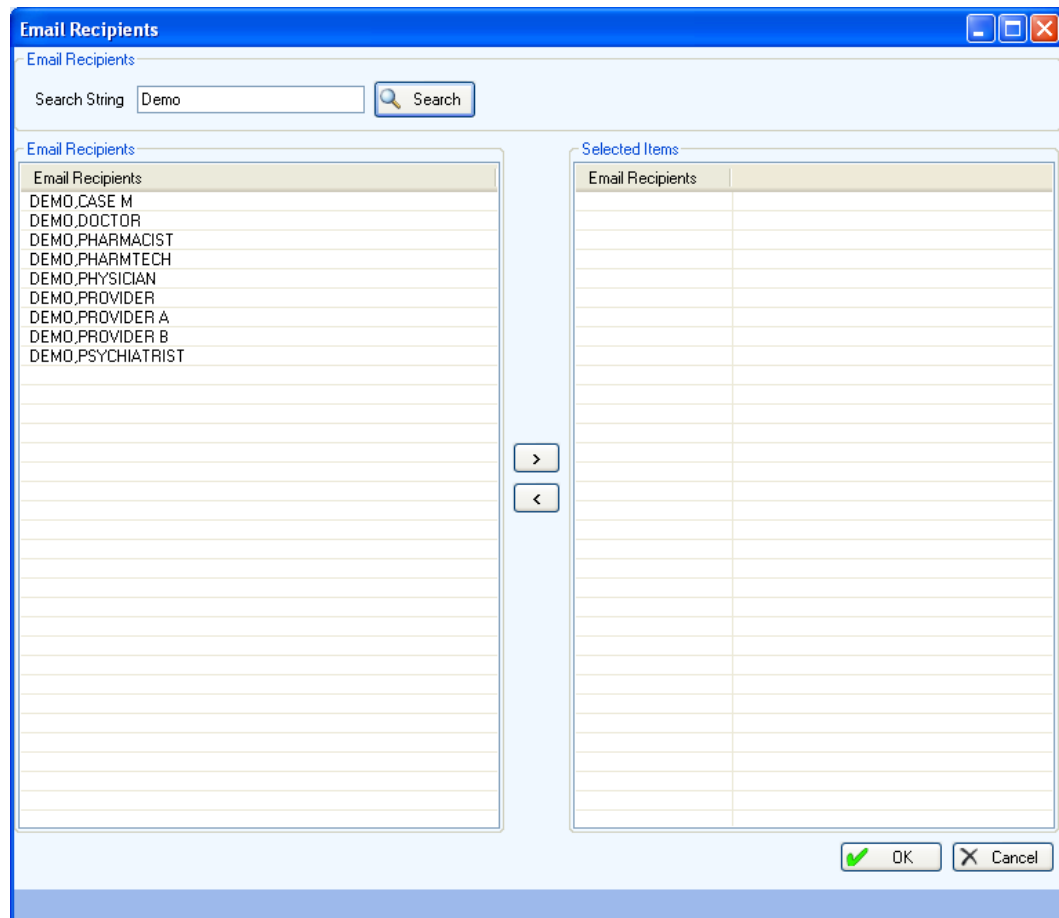 Email Recipients
Email Recipients
Search String Demo Search
Email Recipients
Email Recipients
DEMO,CASE M
DEMO,DOCTOR
DEMO,PHARMACIST
DEMO,PHARMTECH
DEMO,PHYSICIAN
DEMO,PROVIDER
DEMO,PROVIDER A
DEMO,PROVIDER B
DEMO,PSYCHIATRIST
>
<
Selected Items
Email Recipients
OK Cancel